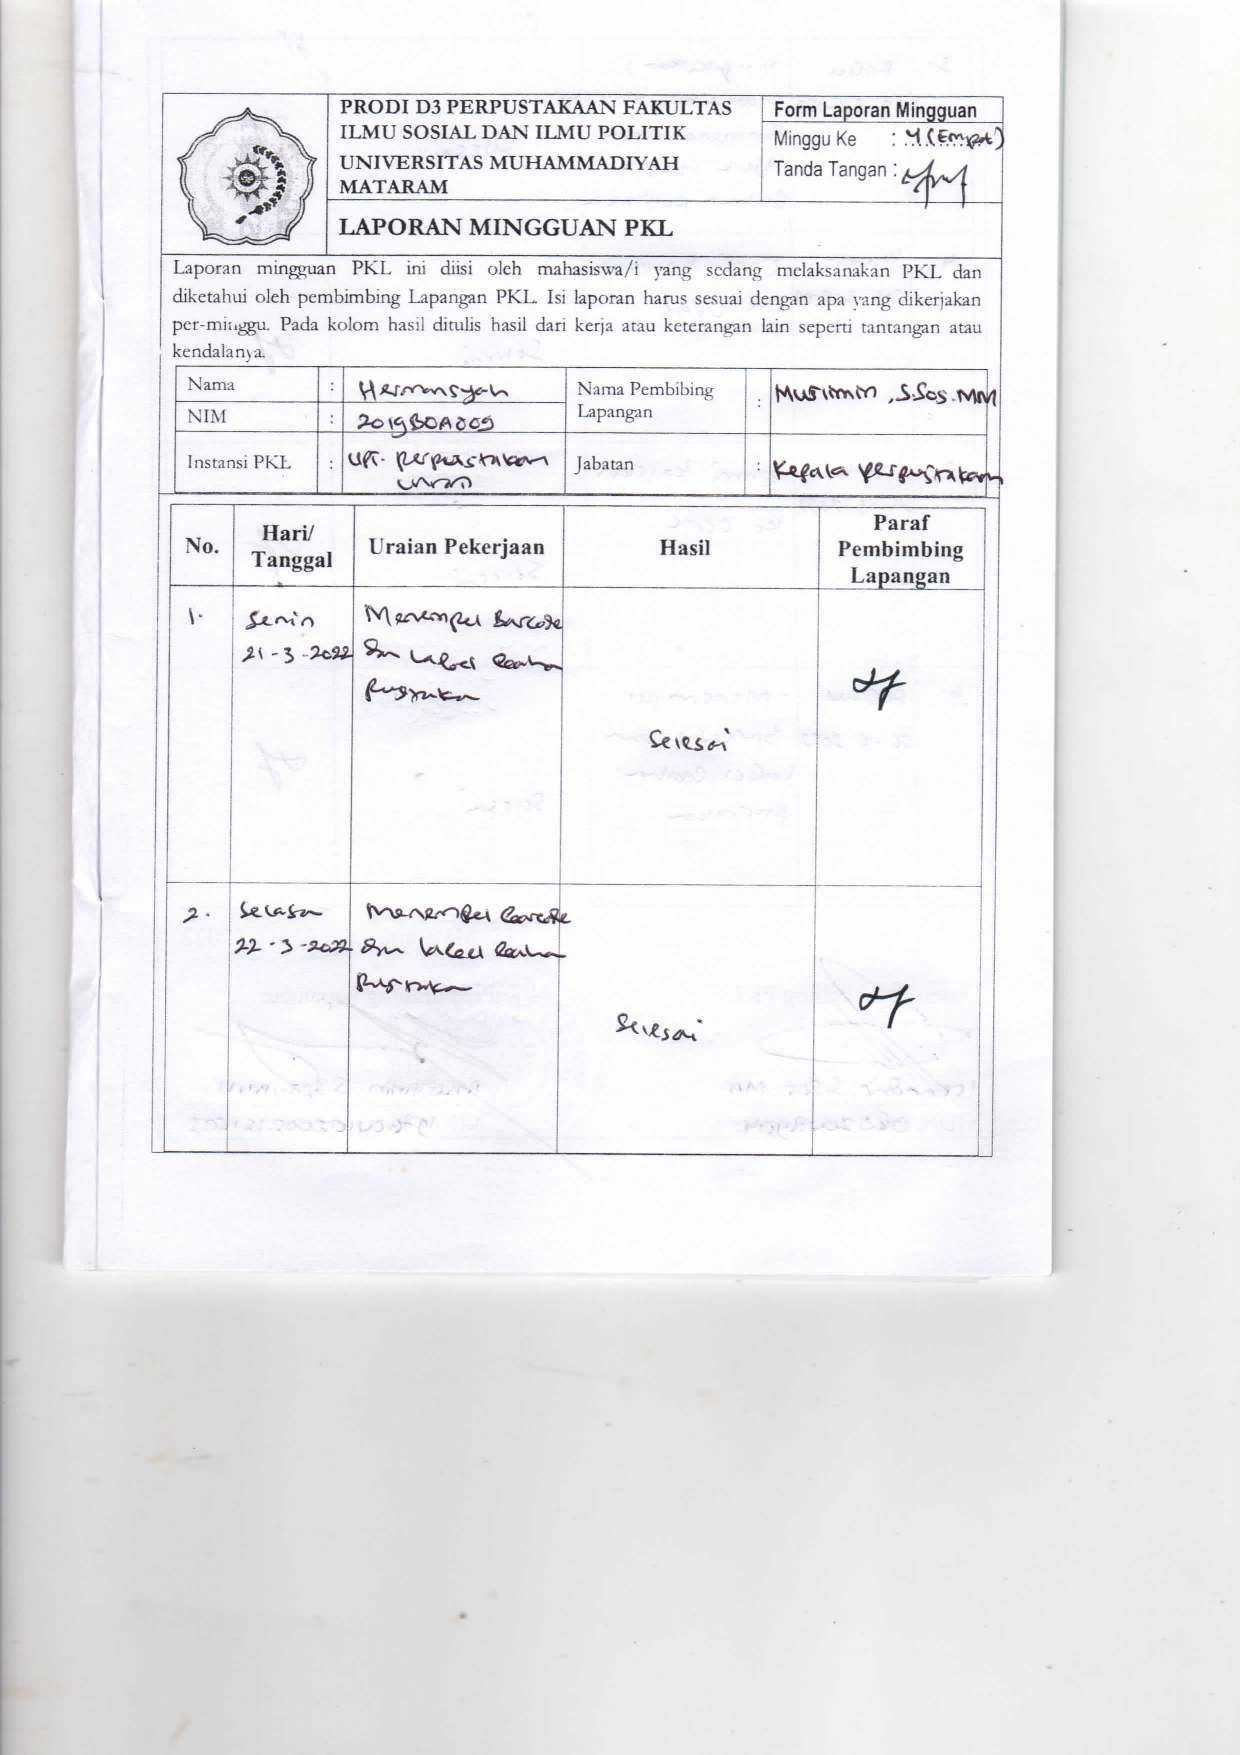 PRODI D3 PERPUSTAKAAN FAKULTAS
ILMU SOSIAL DAN ILMU POLITIK
UNIVERSITAS MUHAMMADIYAH
MATARAM
Form Laporan Mingguan
Minggu Ke : 4 (Empat)
Tanda Tangan :
LAPORAN MINGGUAN PKL
Laporan mingguan PKL ini diisi oleh mahasiswa/i yang sedang melaksanakan PKL dan
diketahui oleh pembimbing Lapangan PKL. Isi laporan harus sesuai dengan apa yang dikerjakan
per-minggu. Pada kolom hasil ditulis hasil dari kerja atau keterangan lain seperti tantangan atau
kendalanya.
Nama : Hermansyah
Nama Pembibing
Lapangan : Muslimin, S.Sos. MM
NIM : 2019B0A009
Instansi PKL : UPT. Perpustakaan
Jabatan : Kepala perpustakaan
No. Hari/ Tanggal Uraian Pekerjaan Hasil Paraf Pembimbing Lapangan
1. Senin Menempel Barcode
21-3-2022 dan Label Bahan
Pustaka
Selesai
2. Selasa Menempel Barcode
22-3-2022 dan label Bahan
Pustaka
Selesai